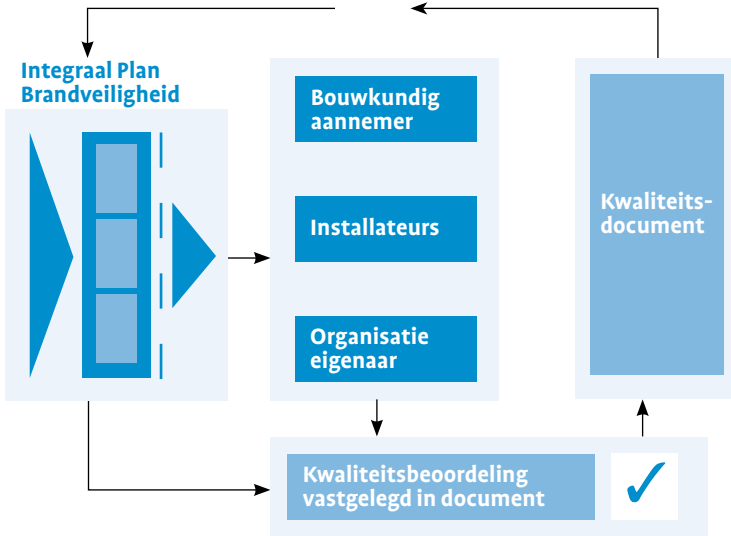 Integraal Plan
Brandveiligheid
Bouwkundig
aannemer
Installateurs
Organisatie
eigenaar
Kwaliteits-
document
Kwaliteitsbeoordeling
vastgelegd in document